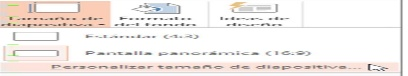 Tamaño de Formato Ideas de
diapositiva del fondo diseño
Estándar (4:3)
Pantalla panorámica (16:9)
Personalizar tamaño de diapositiva...